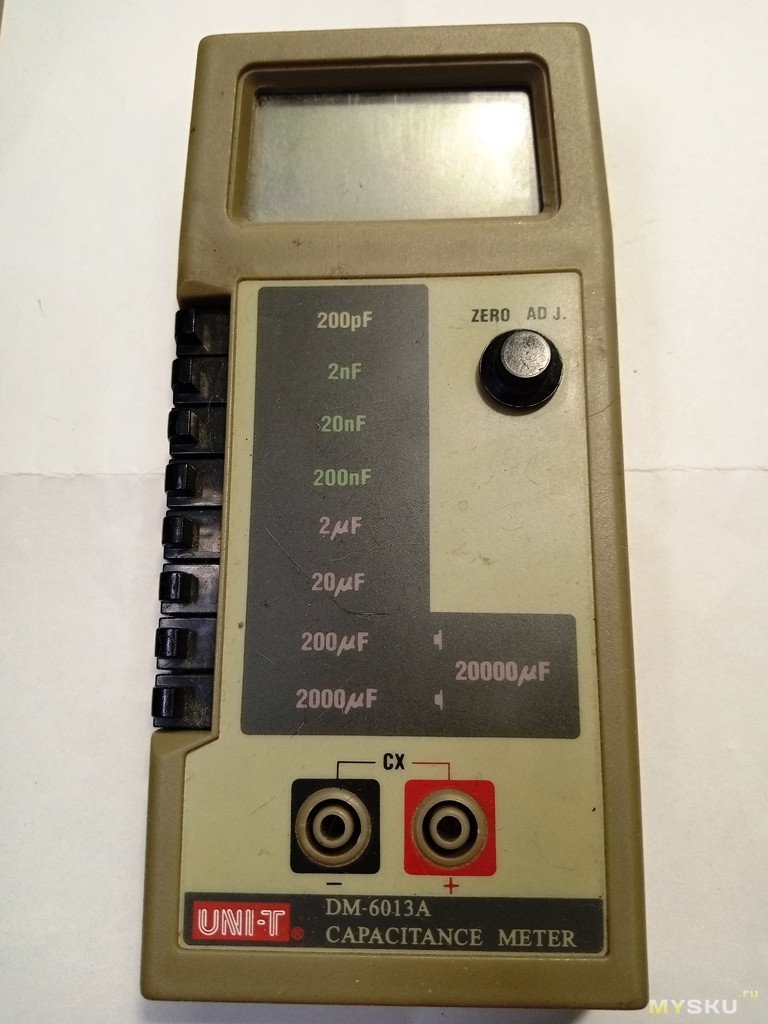 200pF
ZERO ADJ.
2nF
20nF
200nF
2μF
20μF
200μF
20000μF
2000μF
CX
− +
UNI-T®
DM-6013A
CAPACITANCE METER
MYSKU.ru